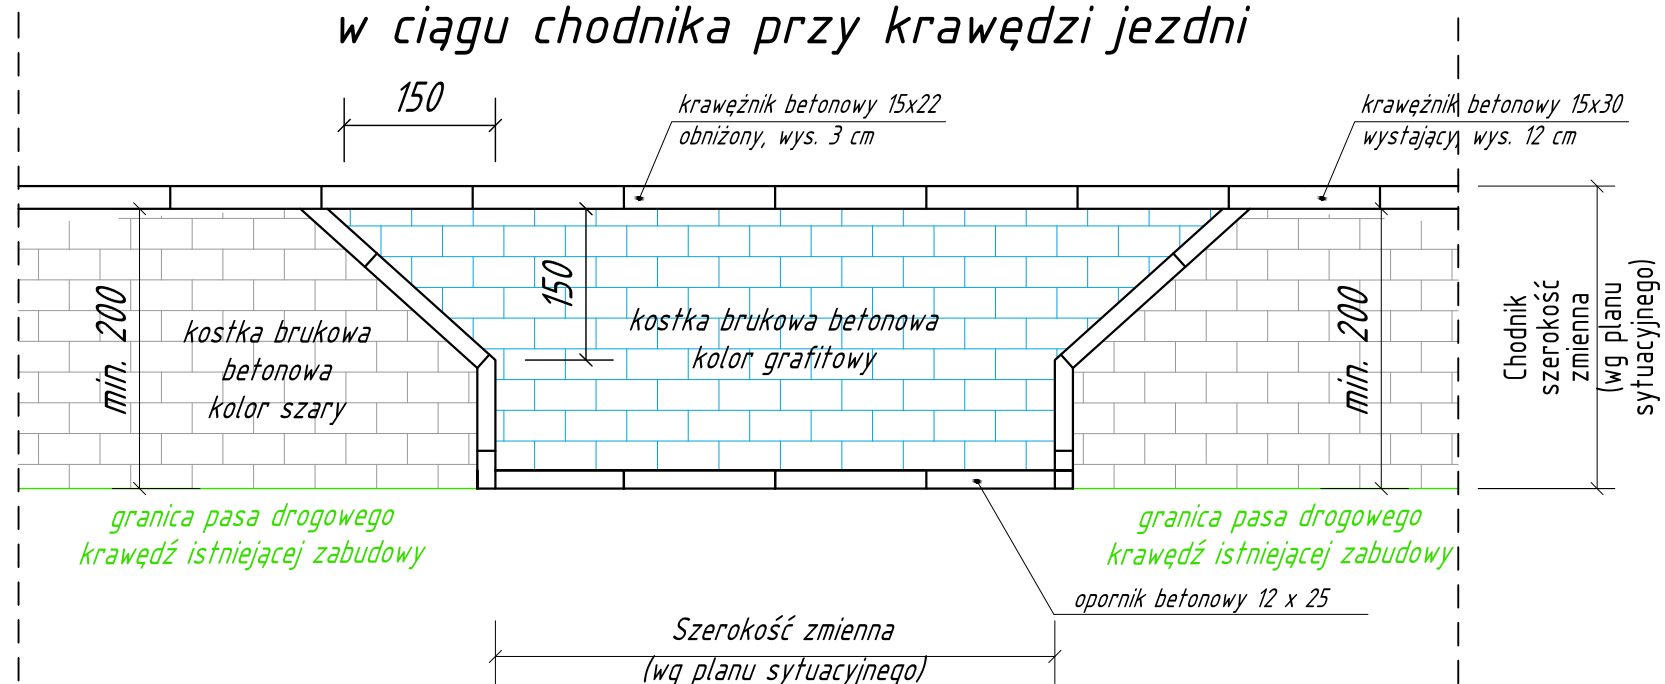 w ciągu chodnika przy krawędzi jezdni
150
krawężnik betonowy 15x22
obniżony, wys. 3 cm
krawężnik betonowy 15x30
wystający, wys. 12 cm
min. 200
kostka brukowa
betonowa
kolor szary
150
kostka brukowa betonowa
kolor grafitowy
min. 200
Chodnik
szerokość
zmienna
(wg planu
sytuacyjnego)
granica pasa drogowego
krawędź istniejącej zabudowy
granica pasa drogowego
krawędź istniejącej zabudowy
opornik betonowy 12 x 25
Szerokość zmienna
(wg planu sytuacyjnego)